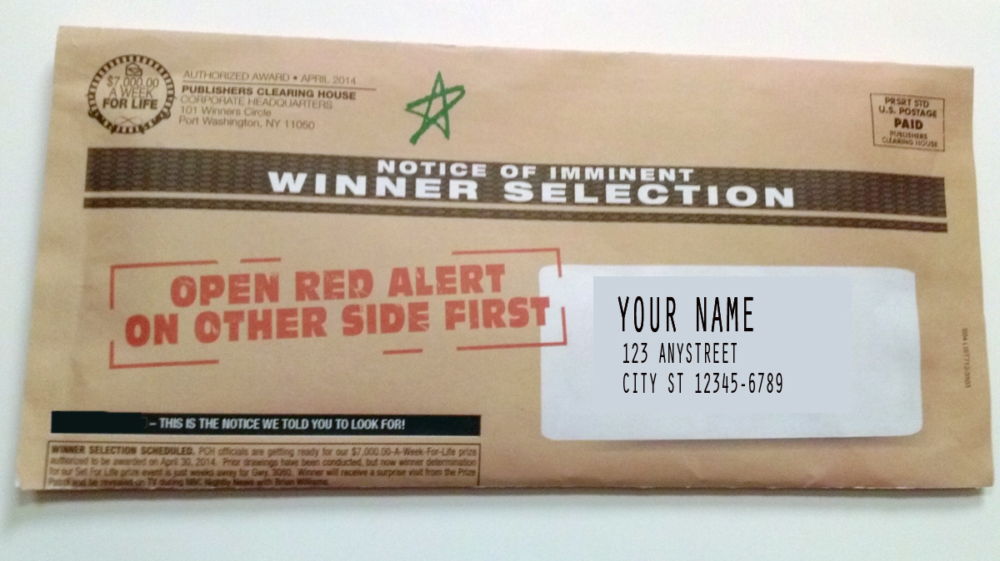 $7,000.00
A WEEK
FOR LIFE
AUTHORIZED AWARD • APRIL 2014
PUBLISHERS CLEARING HOUSE
CORPORATE HEADQUARTERS
101 Winners Circle
Port Washington, NY 11050
PRSRT STD
U.S. POSTAGE
PAID
PUBLISHERS
CLEARING HOUSE
NOTICE OF IMMINENT
WINNER SELECTION
OPEN RED ALERT
ON OTHER SIDE FIRST
YOUR NAME
123 ANYSTREET
CITY ST 12345-6789
– THIS IS THE NOTICE WE TOLD YOU TO LOOK FOR!
WINNER SELECTION SCHEDULED. PCH officials are getting ready for our $7,000.00-A-Week-For-Life prize
authorized to be awarded on April 30, 2014. Prior drawings have been conducted, but now winner determination
for our Set For Life prize event is just weeks away for Gwy. 3080. Winner will receive a surprise visit from the Prize
Patrol and be revealed on TV during NBC Nightly News with Brian Williams.